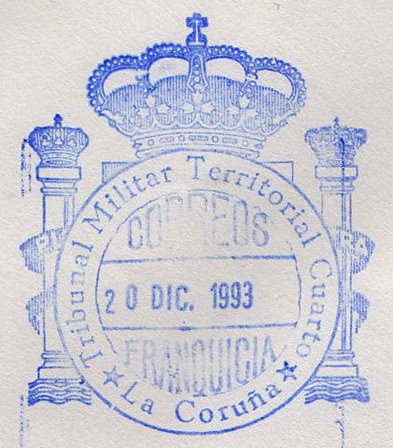 Tribunal Militar Territorial Cuarto
CORREOS
20 DIC. 1993
FRANQUICIA
★ La Coruña ★